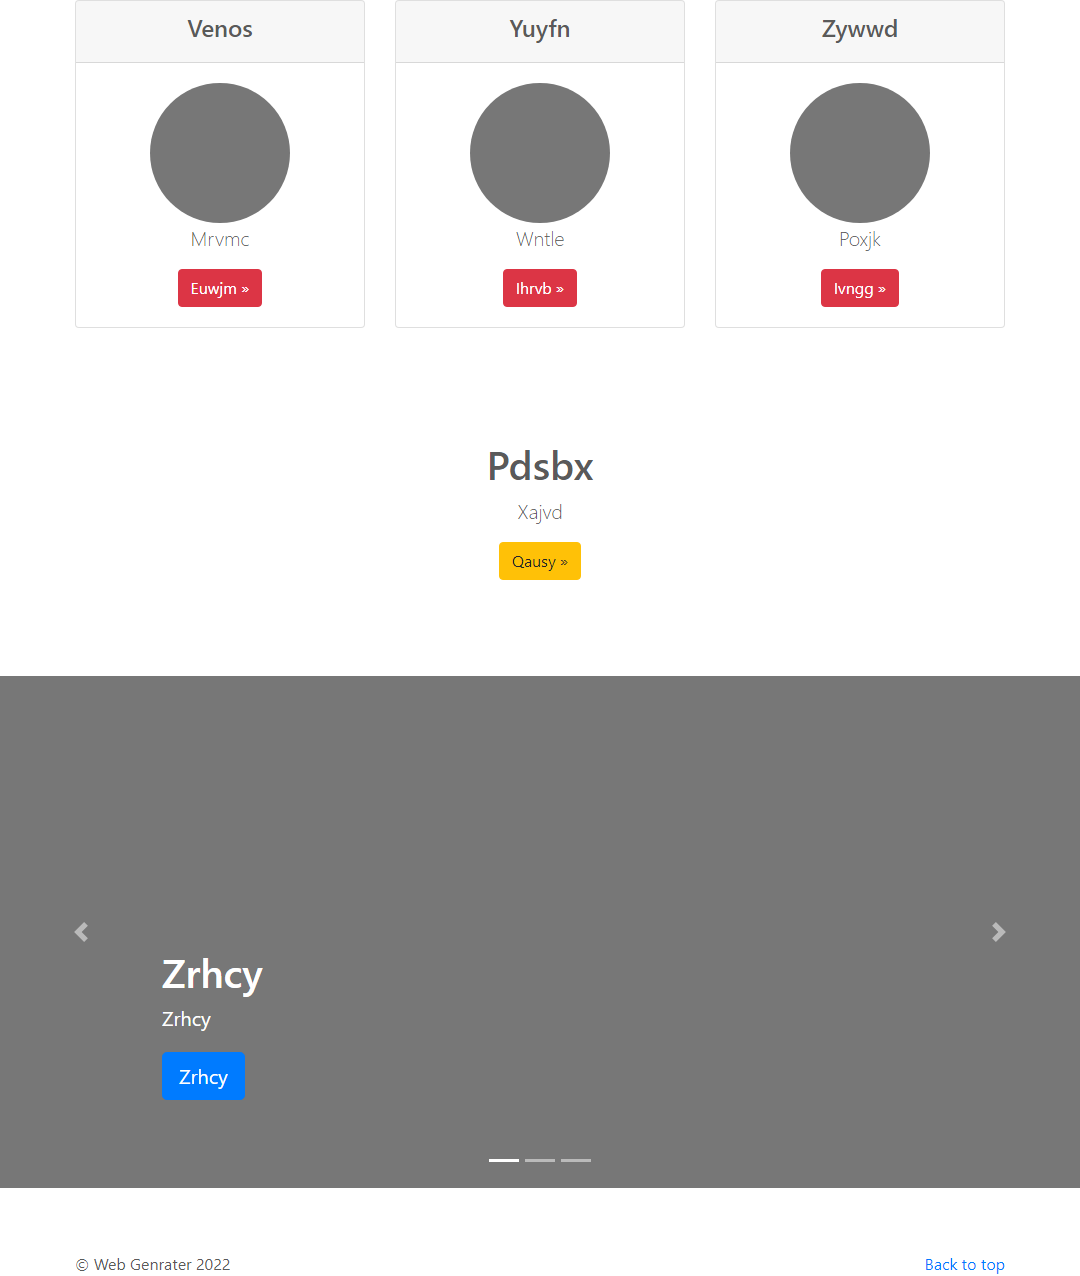 Venos
Mrvmc
Euwjm »
Yuyfn
Wntle
Ihrvb »
Zywwd
Poxjk
Ivngg »
Pdsbx
Xajvd
Qausy »
Zrhcy
Zrhcy
Zrhcy
© Web Genrater 2022
Back to top